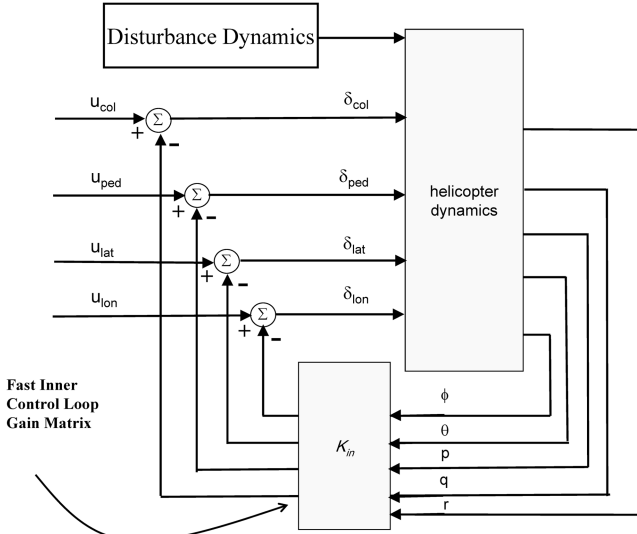 Disturbance Dynamics
u_col
Σ
δ_col
+
-
u_ped
Σ
δ_ped
+
-
helicopter
dynamics
u_lat
Σ
δ_lat
+
-
u_lon
Σ
δ_lon
+
-
Fast Inner
Control Loop
Gain Matrix
K_in
ϕ
θ
p
q
r